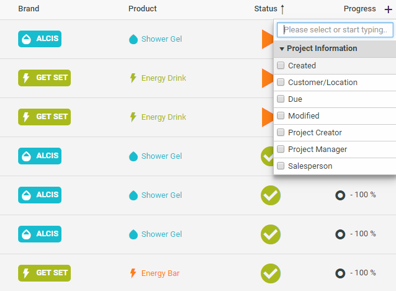 Brand Product Status ↑ Progress +
Please select or start typing..
Project Information
Created
Customer/Location
Due
Modified
Project Creator
Project Manager
Salesperson
ALCIS Shower Gel
GET SET Energy Drink
GET SET Energy Drink
ALCIS Shower Gel
ALCIS Shower Gel - 100 %
ALCIS Shower Gel - 100 %
GET SET Energy Bar - 100 %